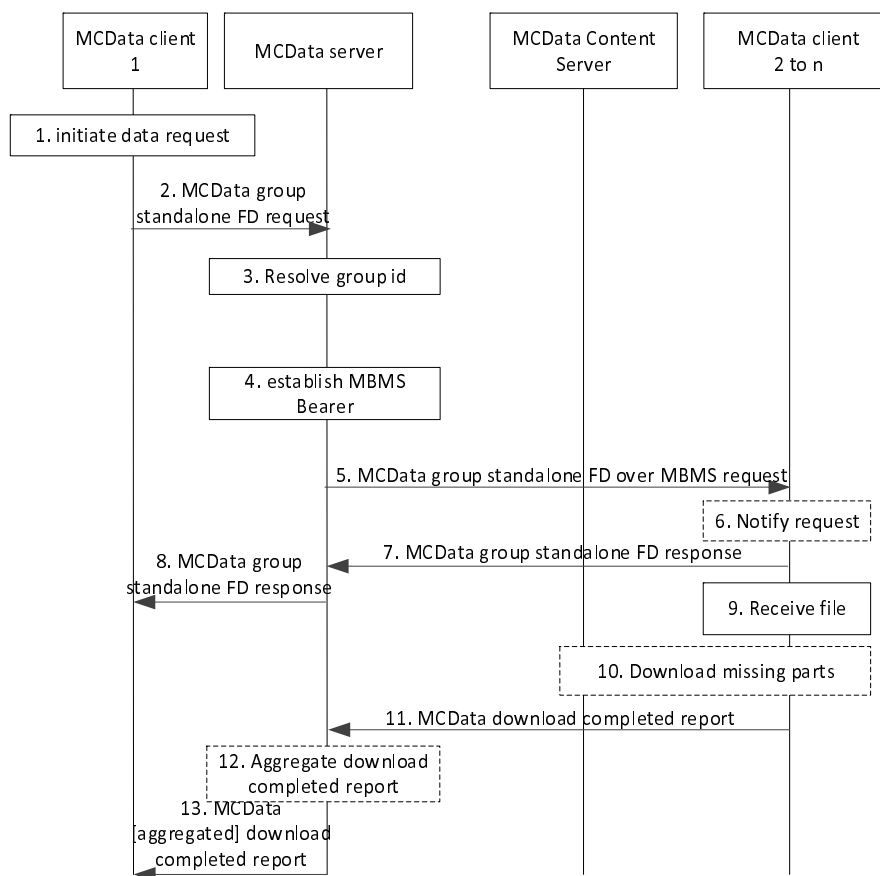 MCData client
1
MCData server
MCData Content
Server
MCData client
2 to n
1. initiate data request
2. MCData group
standalone FD request
3. Resolve group id
4. establish MBMS
Bearer
5. MCData group standalone FD over MBMS request
6. Notify request
7. MCData group standalone FD response
8. MCData group
standalone FD response
9. Receive file
10. Download missing parts
11. MCData download completed report
12. Aggregate download
completed report
13. MCData
[aggregated] download
completed report